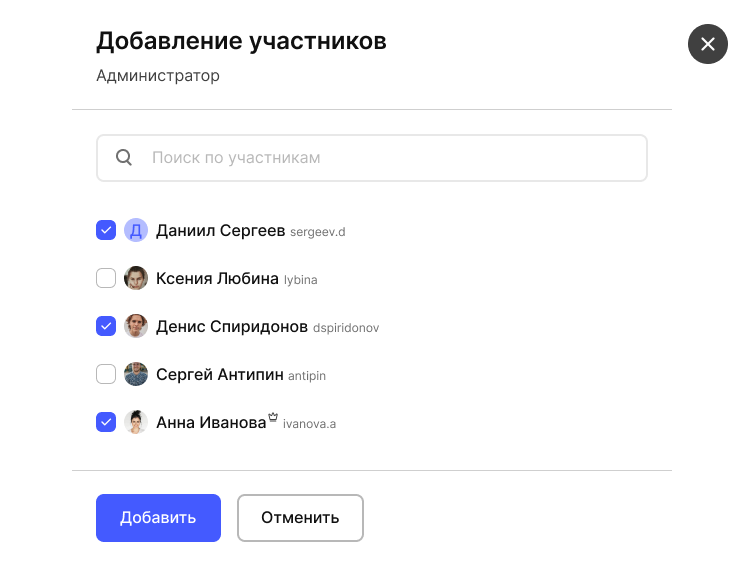 Добавление участников
Администратор
Поиск по участникам
Д Даниил Сергеев sergeev.d
Ксения Любина lybina
Денис Спиридонов dspiridonov
Сергей Антипин antipin
Анна Иванова ivanova.a
Добавить Отменить